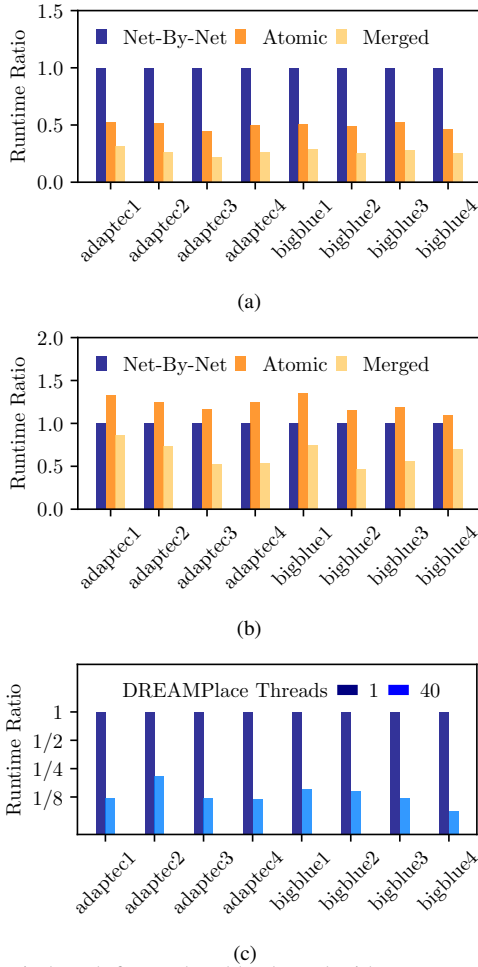 1.5
Net-By-Net Atomic Merged
1.0
0.5
0.0
Runtime Ratio
adaptec1 adaptec2 adaptec3 adaptec4 bigblue1 bigblue2 bigblue3 bigblue4
(a)
2.0
Net-By-Net Atomic Merged
1.5
1.0
0.5
0.0
Runtime Ratio
adaptec1 adaptec2 adaptec3 adaptec4 bigblue1 bigblue2 bigblue3 bigblue4
(b)
DREAMPlace Threads 1 40
1
1/2
1/4
1/8
Runtime Ratio
adaptec1 adaptec2 adaptec3 adaptec4 bigblue1 bigblue2 bigblue3 bigblue4
(c)